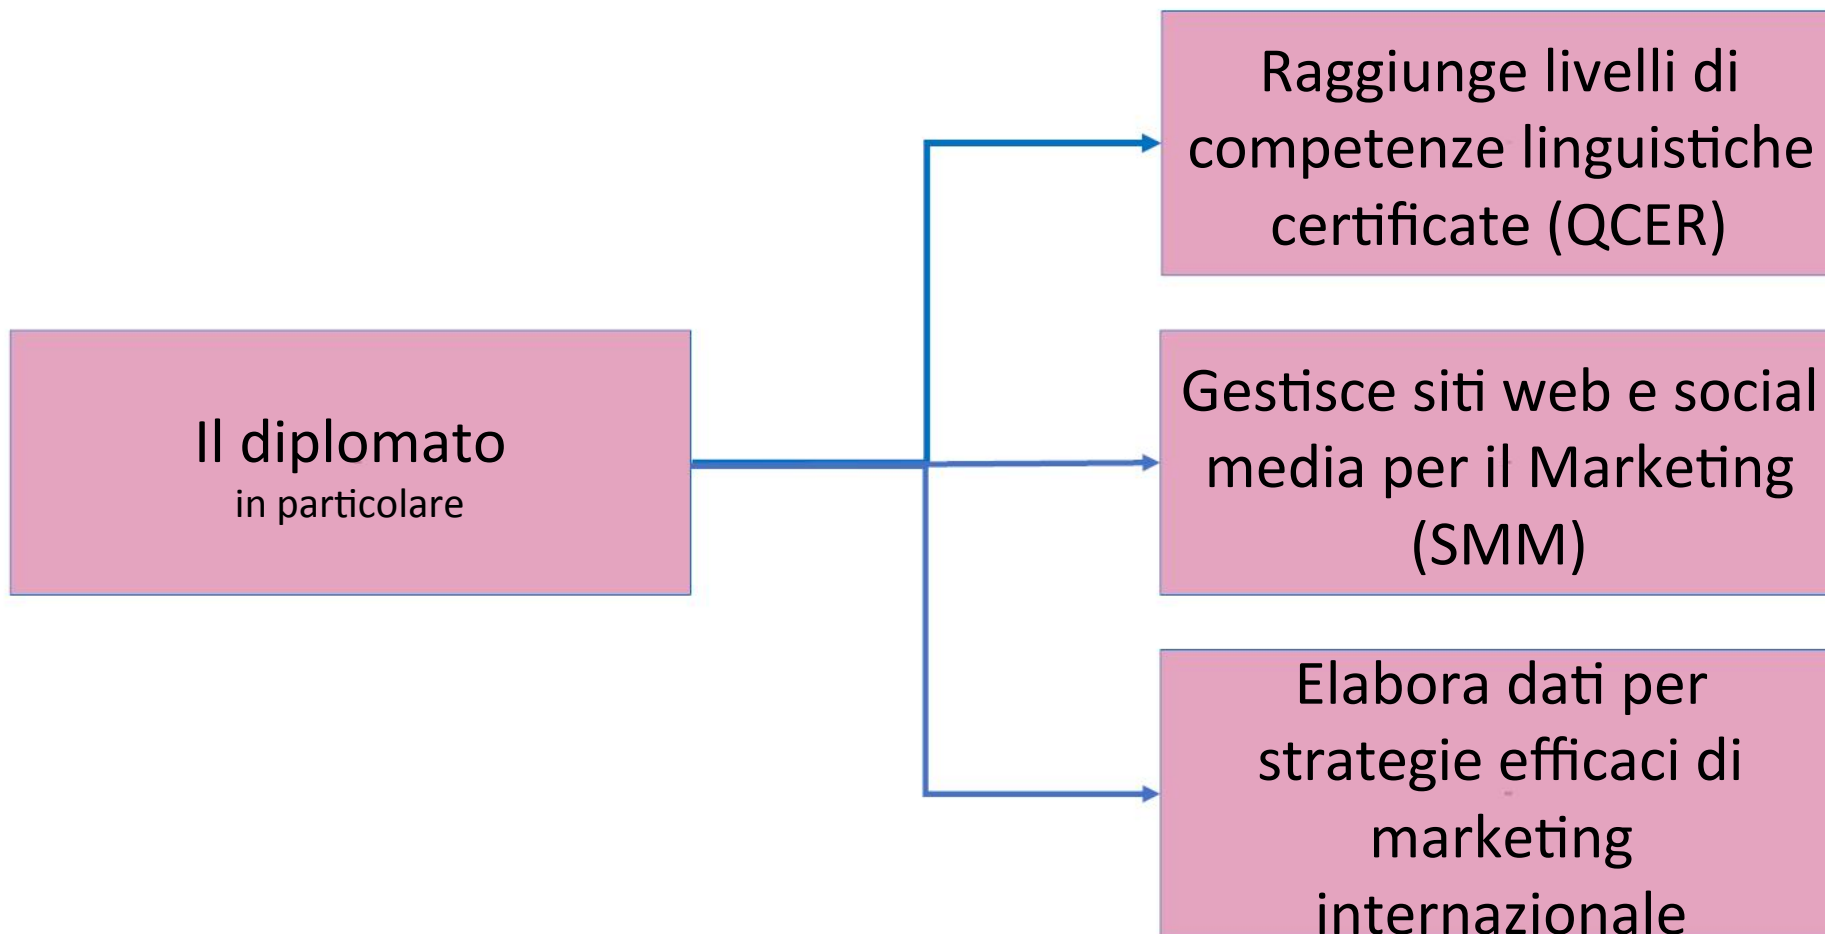 Il diplomato
in particolare
Raggiunge livelli di
competenze linguistiche
certificate (QCER)
Gestisce siti web e social
media per il Marketing
(SMM)
Elabora dati per
strategie efficaci di
marketing
internazionale